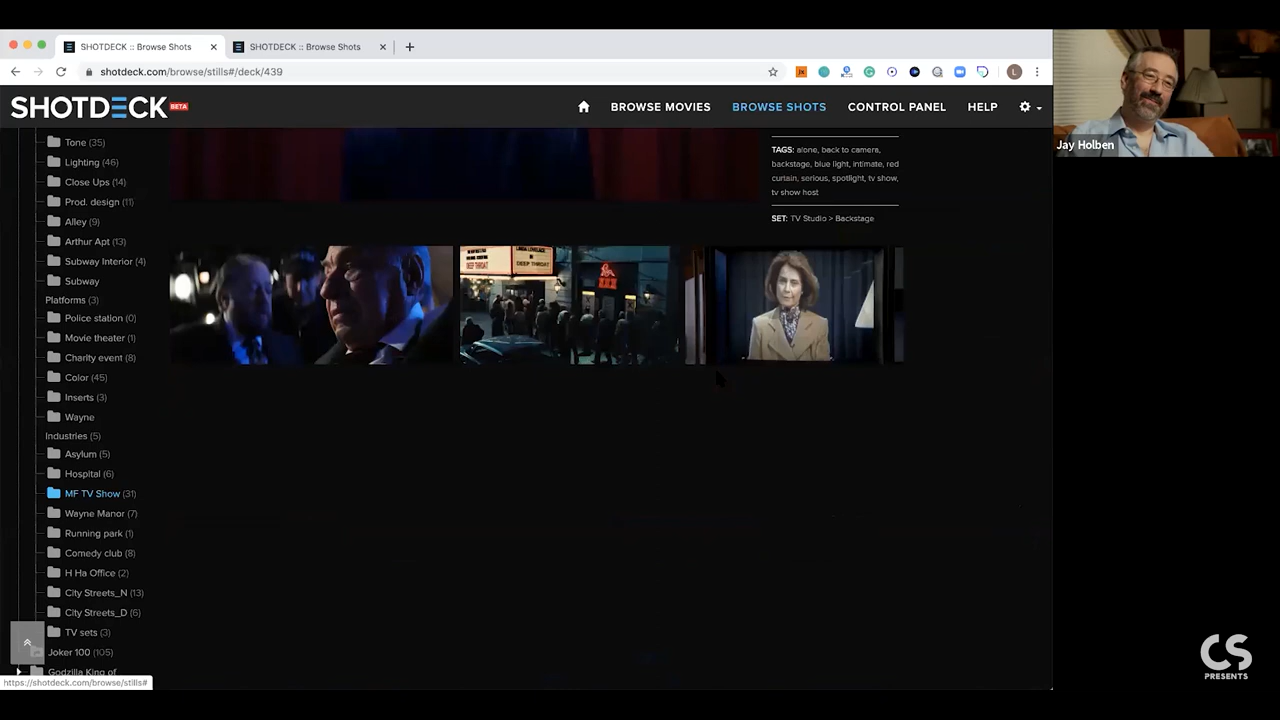 SHOTDECK :: Browse Shots
SHOTDECK :: Browse Shots
shotdeck.com/browse/stills#/deck/439
L
SHOTDECK BETA
BROWSE MOVIES
BROWSE SHOTS
CONTROL PANEL
HELP
Jay Holben
Tone (35)
Lighting (46)
Close Ups (14)
Prod. design (11)
Alley (9)
Arthur Apt (13)
Subway Interior (4)
Subway
Platforms (3)
Police station (0)
Movie theater (1)
Charity event (8)
Color (45)
Inserts (3)
Wayne
Industries (5)
Asylum (5)
Hospital (6)
MF TV Show (31)
Wayne Manor (7)
Running park (1)
Comedy club (8)
H Ha Office (2)
City Streets_N (13)
City Streets_D (6)
TV sets (3)
Joker 100 (105)
Godzilla King of
https://shotdeck.com/browse/stills#
TAGS: alone, back to camera,
backstage, blue light, intimate, red
curtain, serious, spotlight, tv show,
tv show host
SET: TV Studio > Backstage
DEEP THROAT
XXX
CS
PRESENTS